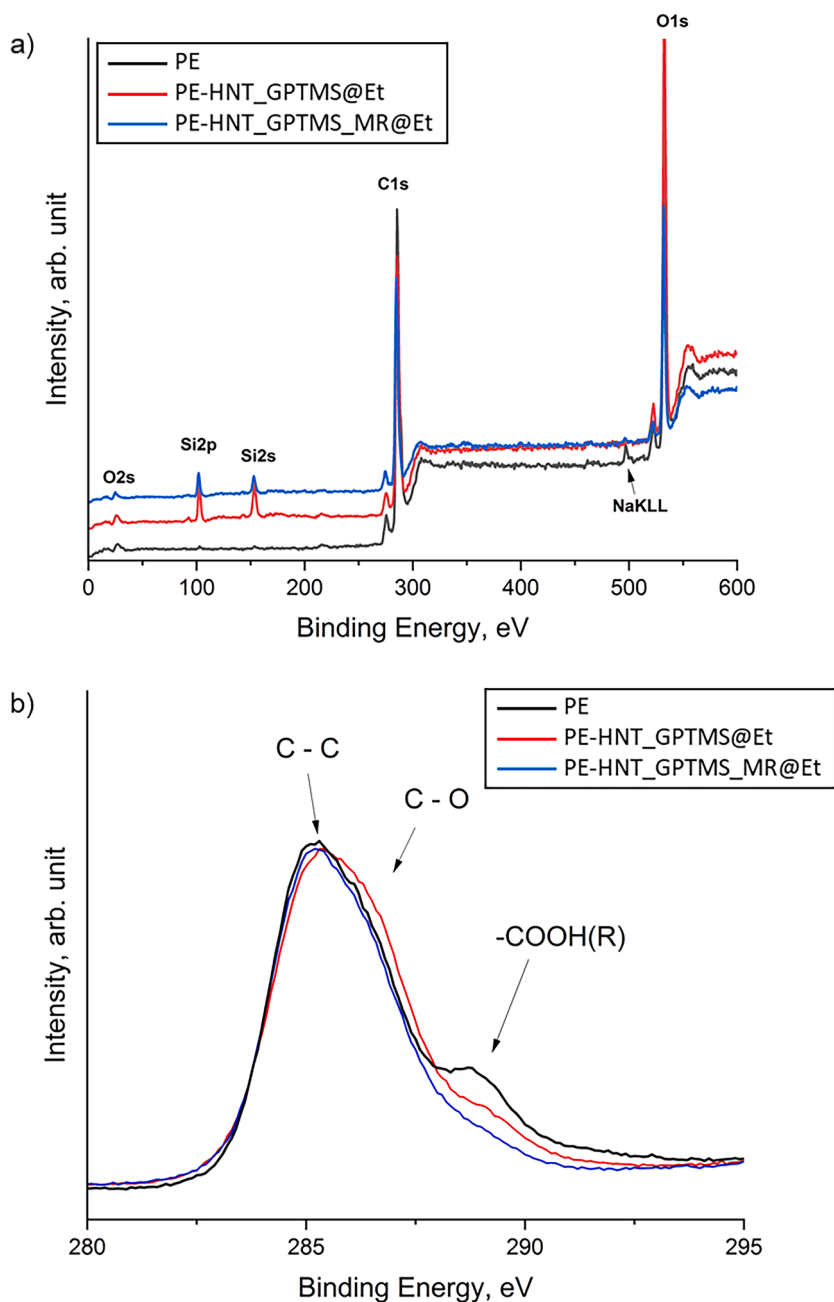 a)
PE
PE-HNT_GPTMS@Et
PE-HNT_GPTMS_MR@Et
O1s
C1s
Si2p
Si2s
O2s
NaKLL
Intensity, arb. unit
0 100 200 300 400 500 600
Binding Energy, eV
b)
PE
PE-HNT_GPTMS@Et
PE-HNT_GPTMS_MR@Et
C - C
C - O
-COOH(R)
Intensity, arb. unit
280 285 290 295
Binding Energy, eV